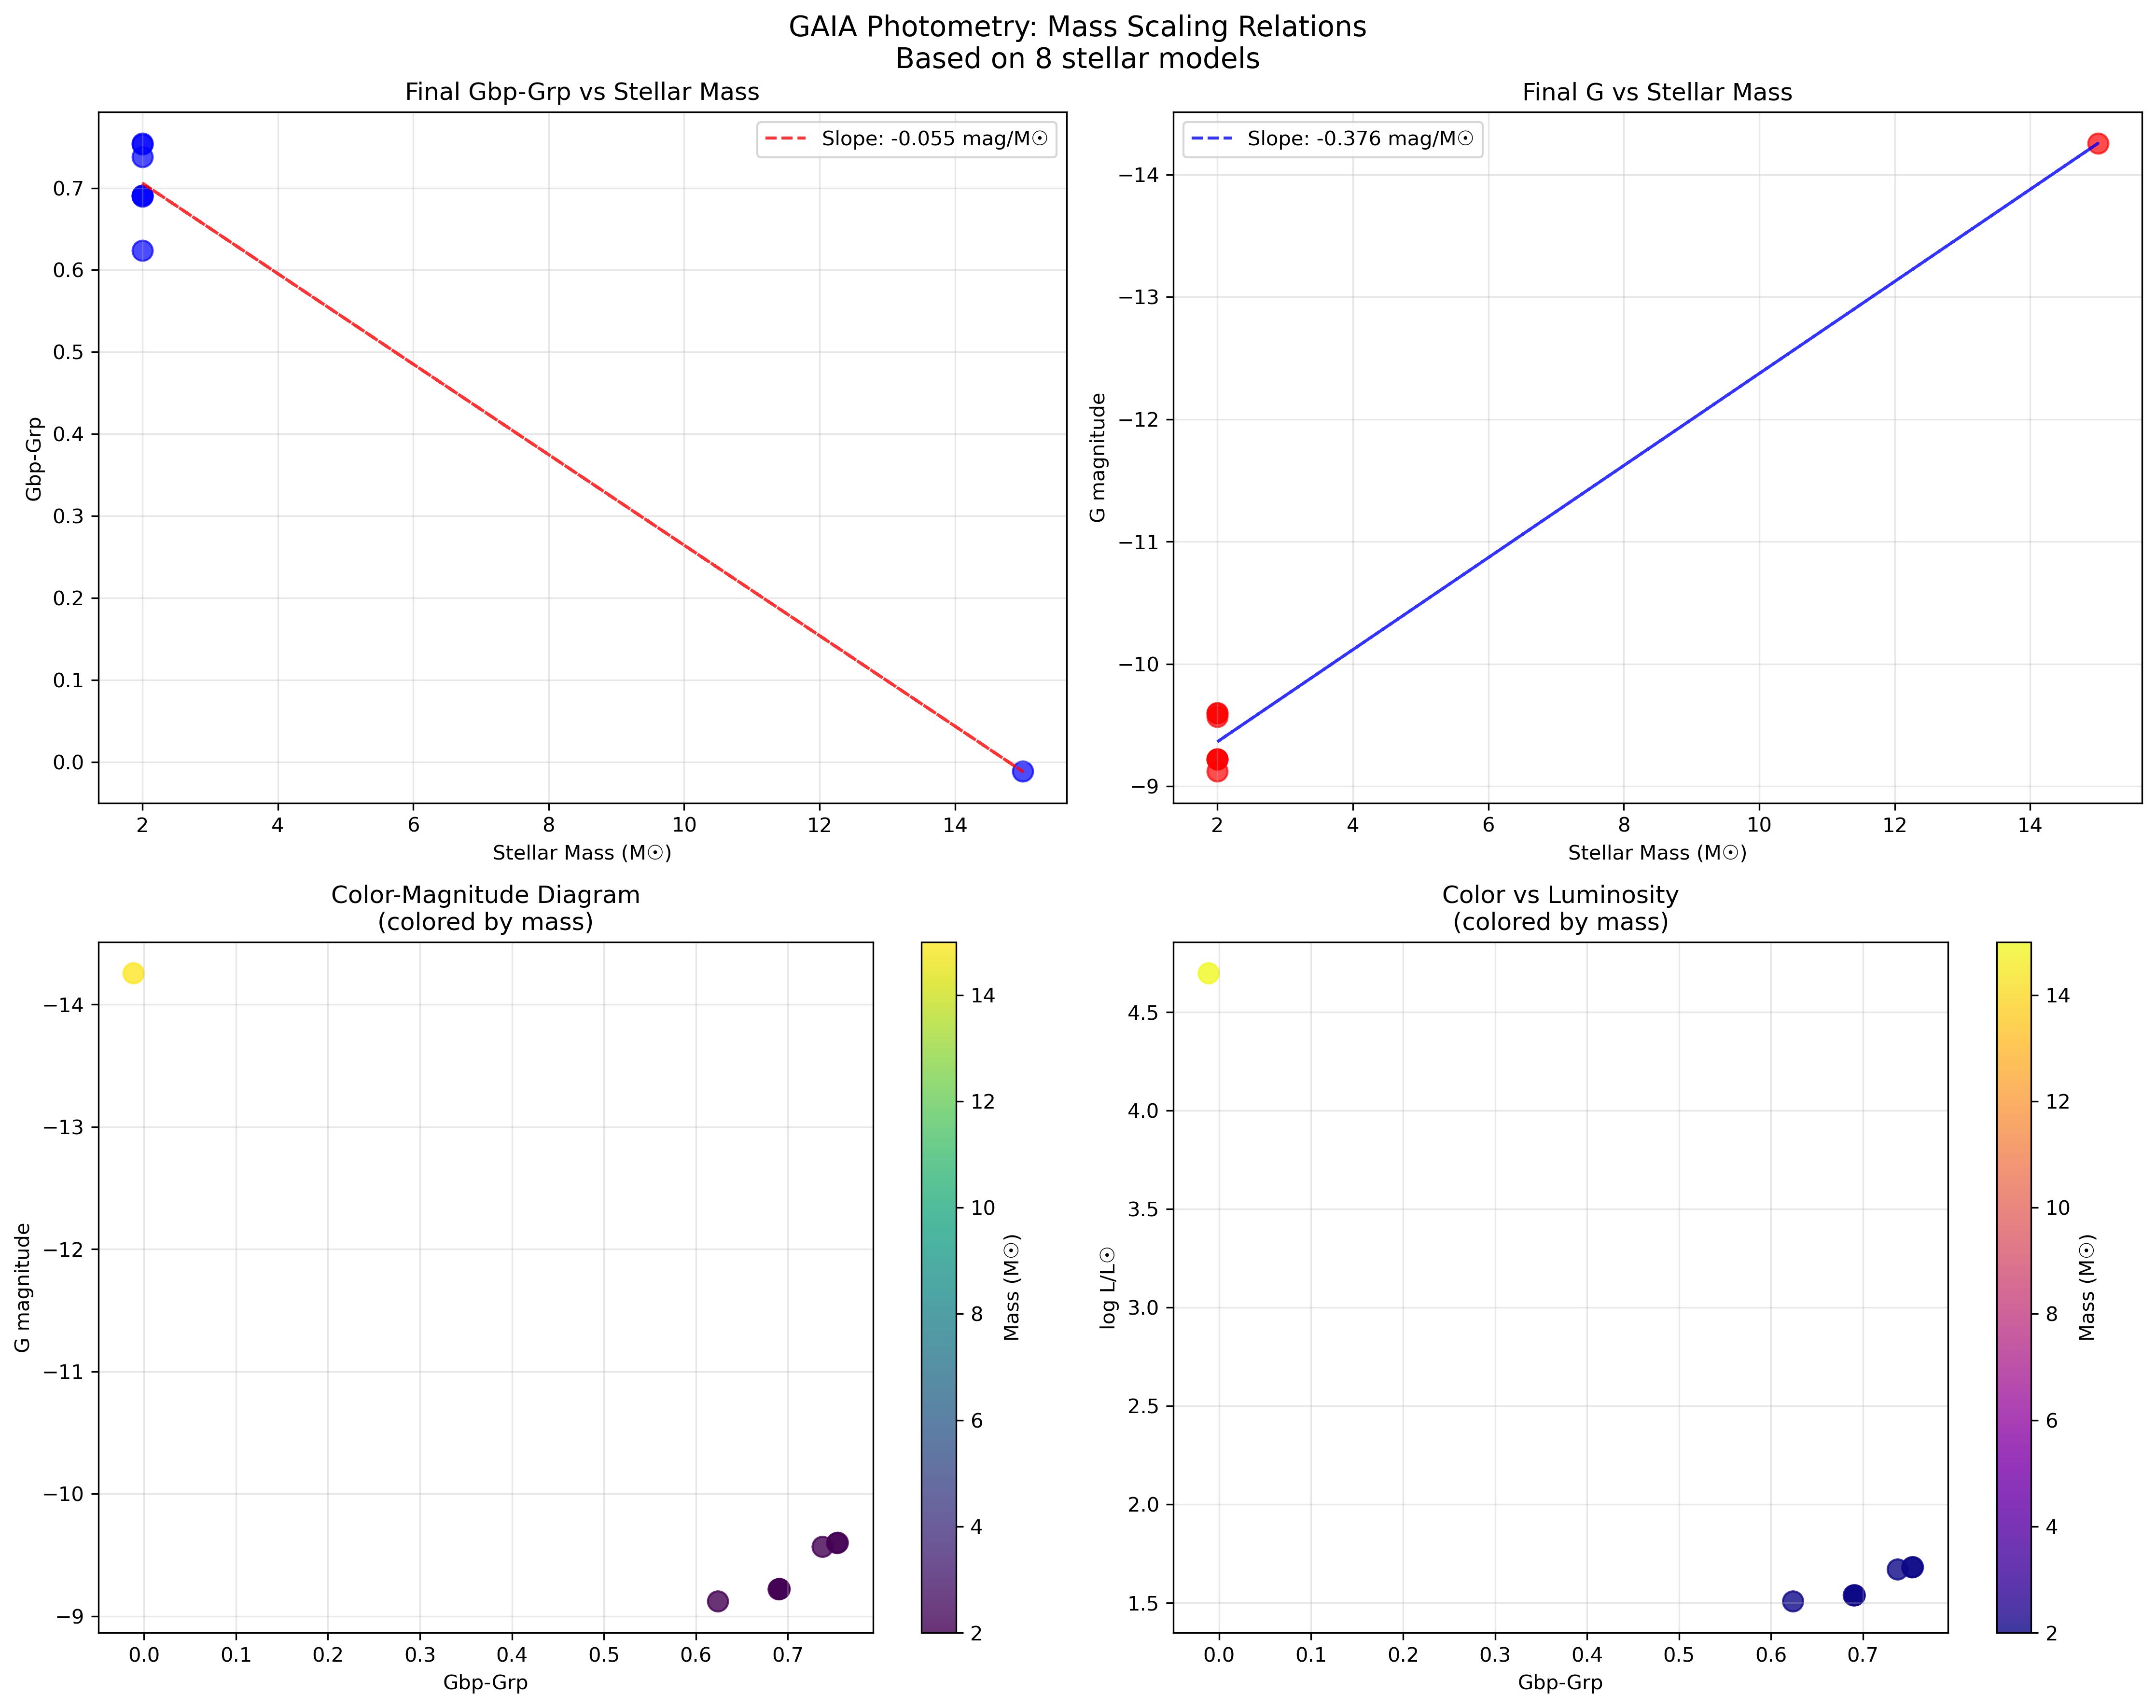 GAIA Photometry: Mass Scaling Relations
Based on 8 stellar models
Final Gbp-Grp vs Stellar Mass
Slope: -0.055 mag/M☉
Gbp-Grp
0.7
0.6
0.5
0.4
0.3
0.2
0.1
0.0
2 4 6 8 10 12 14
Stellar Mass (M☉)
Final G vs Stellar Mass
Slope: -0.376 mag/M☉
G magnitude
−14
−13
−12
−11
−10
−9
2 4 6 8 10 12 14
Stellar Mass (M☉)
Color-Magnitude Diagram
(colored by mass)
G magnitude
−14
−13
−12
−11
−10
−9
0.0 0.1 0.2 0.3 0.4 0.5 0.6 0.7
Gbp-Grp
14
12
10
8
6
4
2
Mass (M☉)
Color vs Luminosity
(colored by mass)
log L/L☉
4.5
4.0
3.5
3.0
2.5
2.0
1.5
0.0 0.1 0.2 0.3 0.4 0.5 0.6 0.7
Gbp-Grp
14
12
10
8
6
4
2
Mass (M☉)